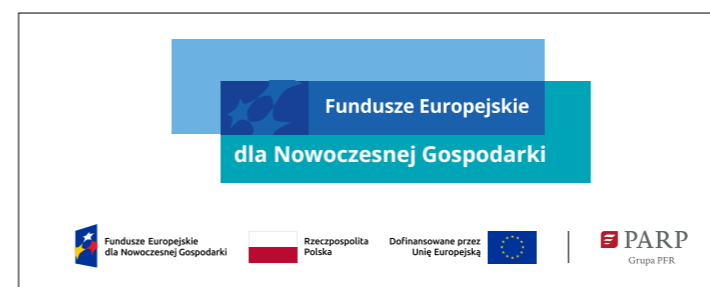 Fundusze Europejskie
dla Nowoczesnej Gospodarki
Fundusze Europejskie
dla Nowoczesnej Gospodarki
Rzeczpospolita
Polska
Dofinansowane przez
Unię Europejską
PARP
Grupa PFR